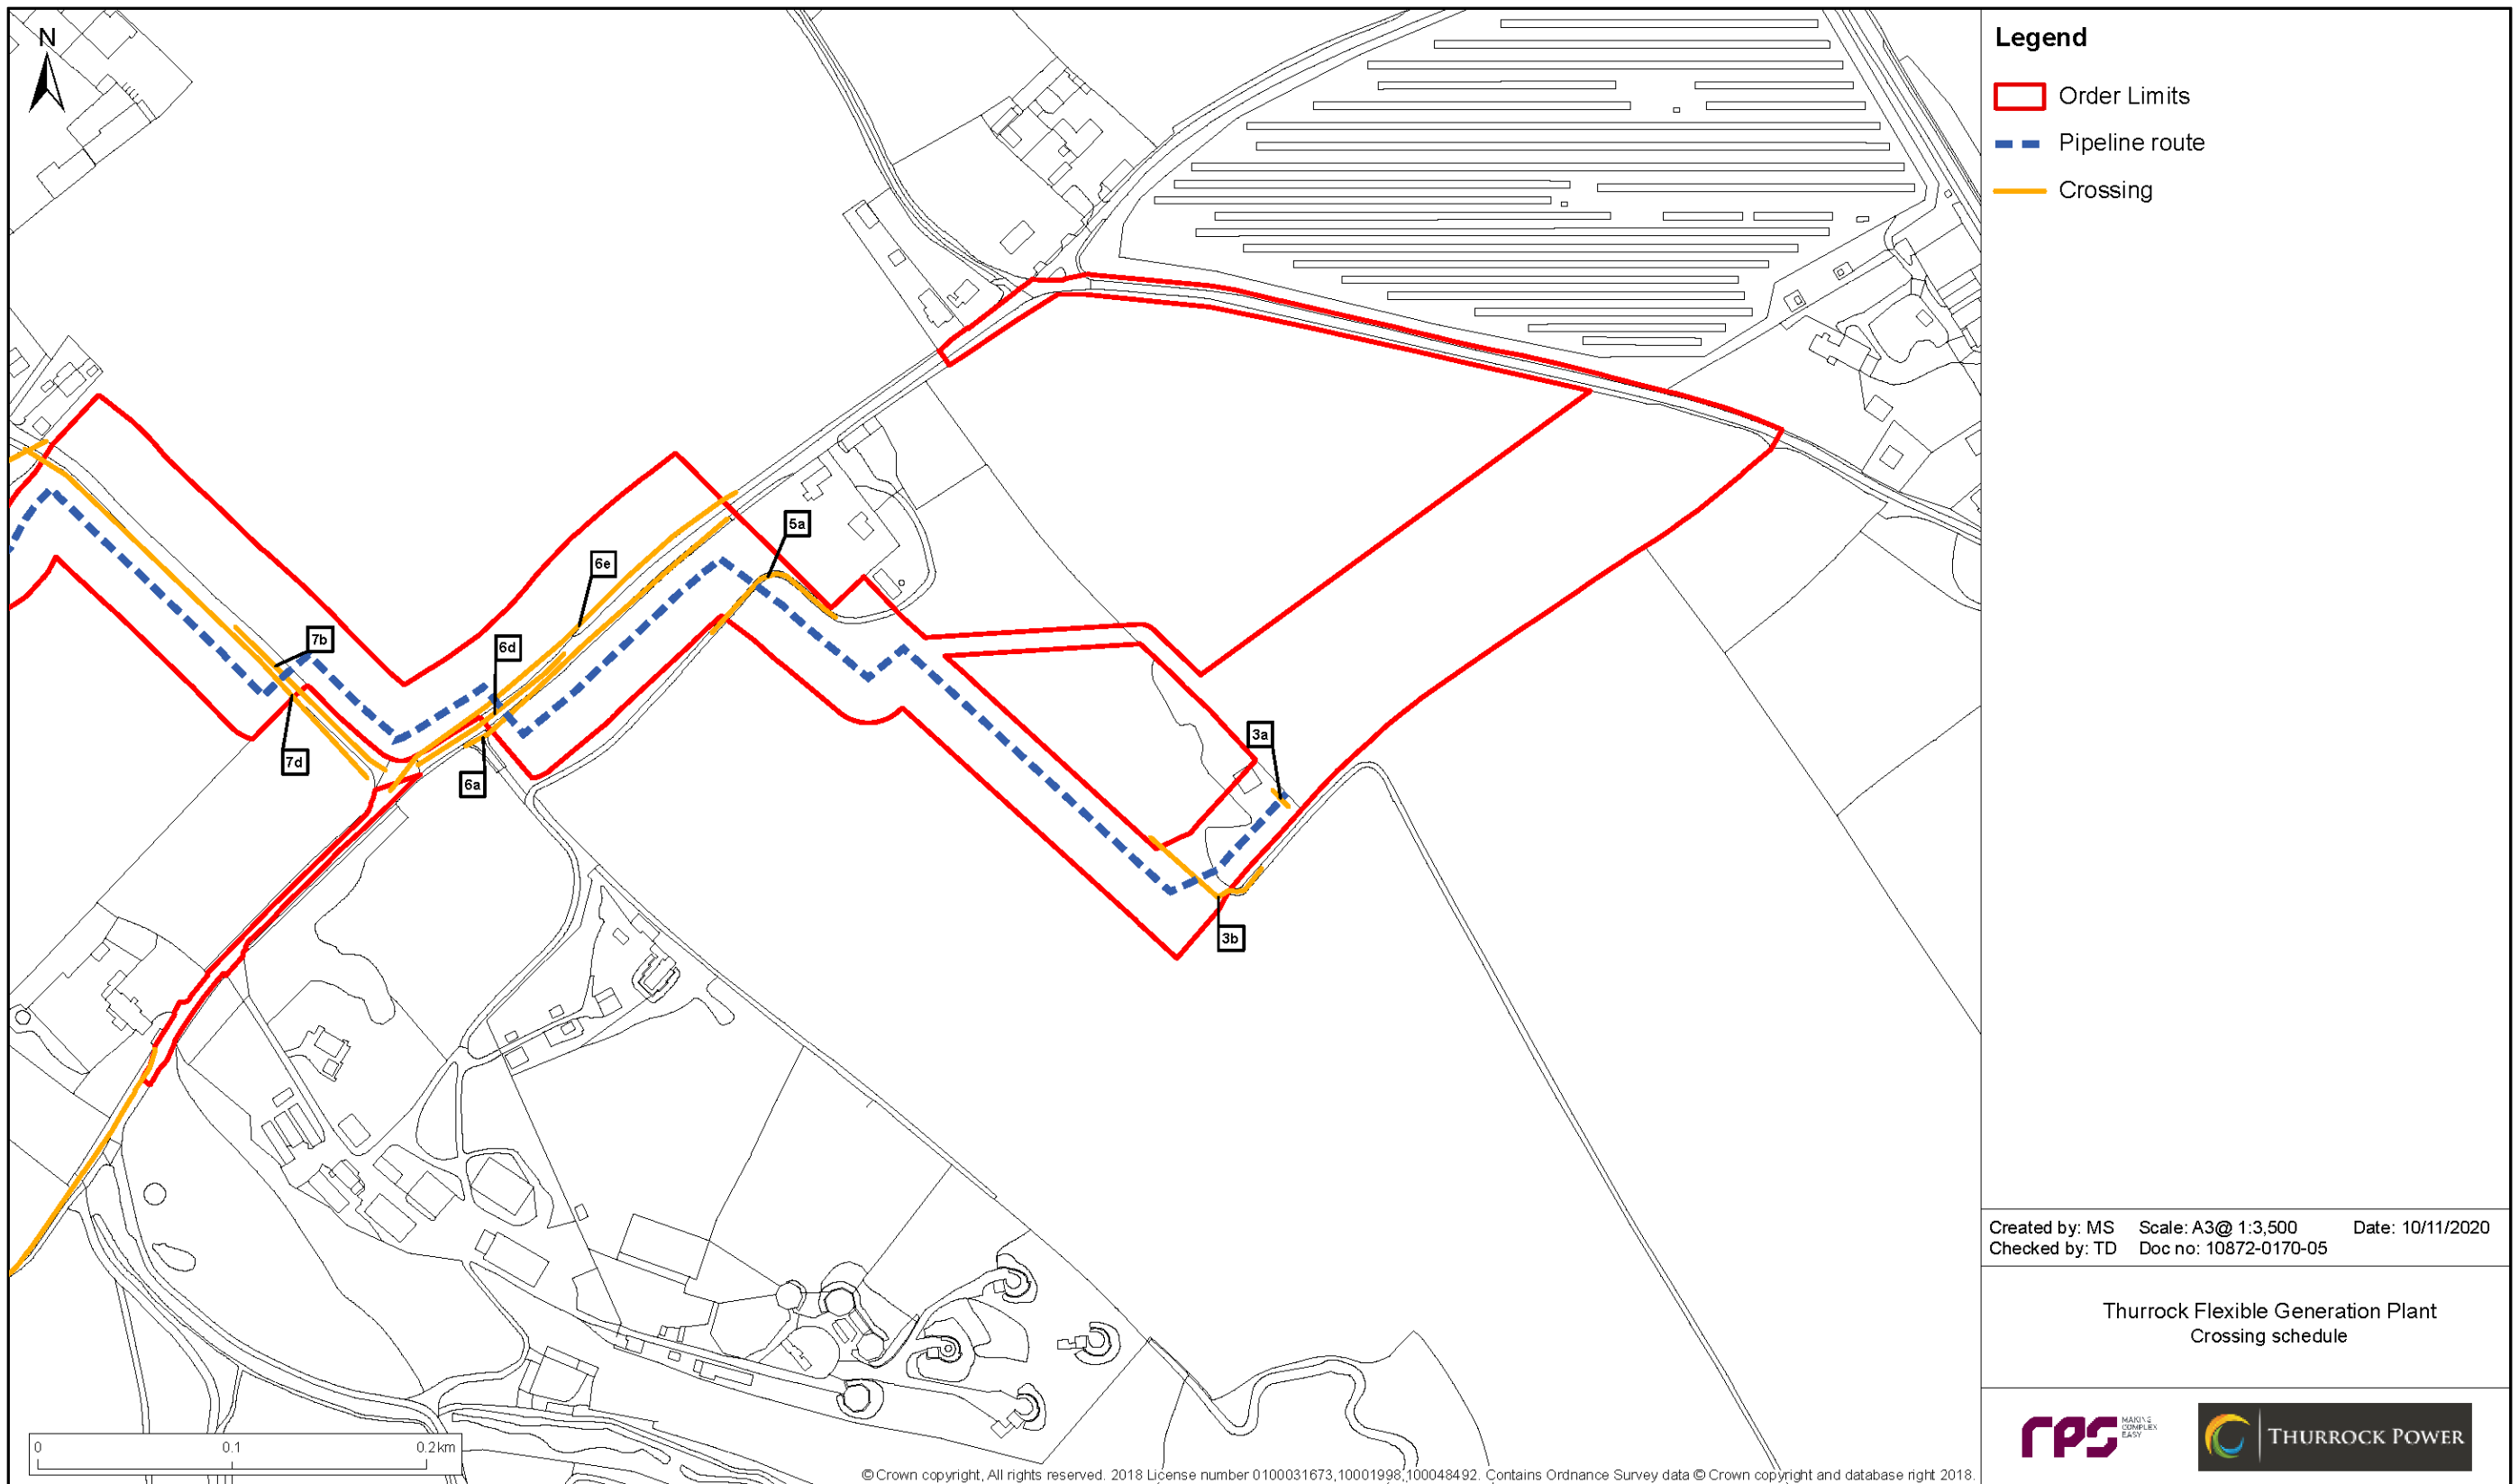 N
5a
6e
7b
6d
7d
6a
3a
3b
0 0.1 0.2km
© Crown copyright, All rights reserved. 2018 License number 0100031673,10001998,100048492. Contains Ordnance Survey data © Crown copyright and database right 2018.
Legend
Order Limits
Pipeline route
Crossing
Created by: MS Scale: A3@ 1:3,500 Date: 10/11/2020
Checked by: TD Doc no: 10872-0170-05
Thurrock Flexible Generation Plant
Crossing schedule
rps
MAKING
COMPLEX
EASY
THURROCK POWER